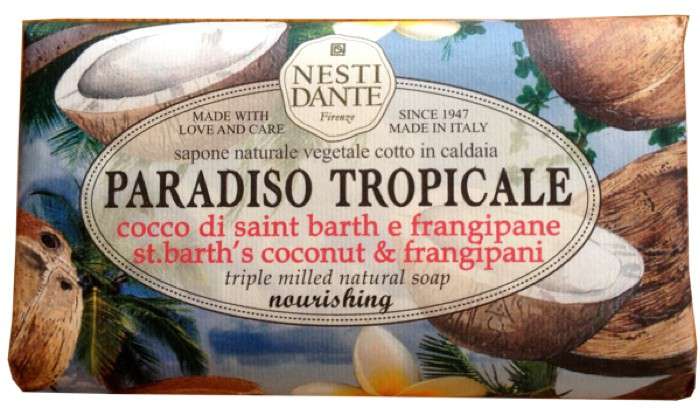 NESTI
DANTE
Firenze
MADE WITH
LOVE AND CARE
SINCE 1947
MADE IN ITALY
sapone naturale vegetale cotto in caldaia
PARADISO TROPICALE
cocco di saint barth e frangipane
st.barth's coconut & frangipani
triple milled natural soap
nourishing